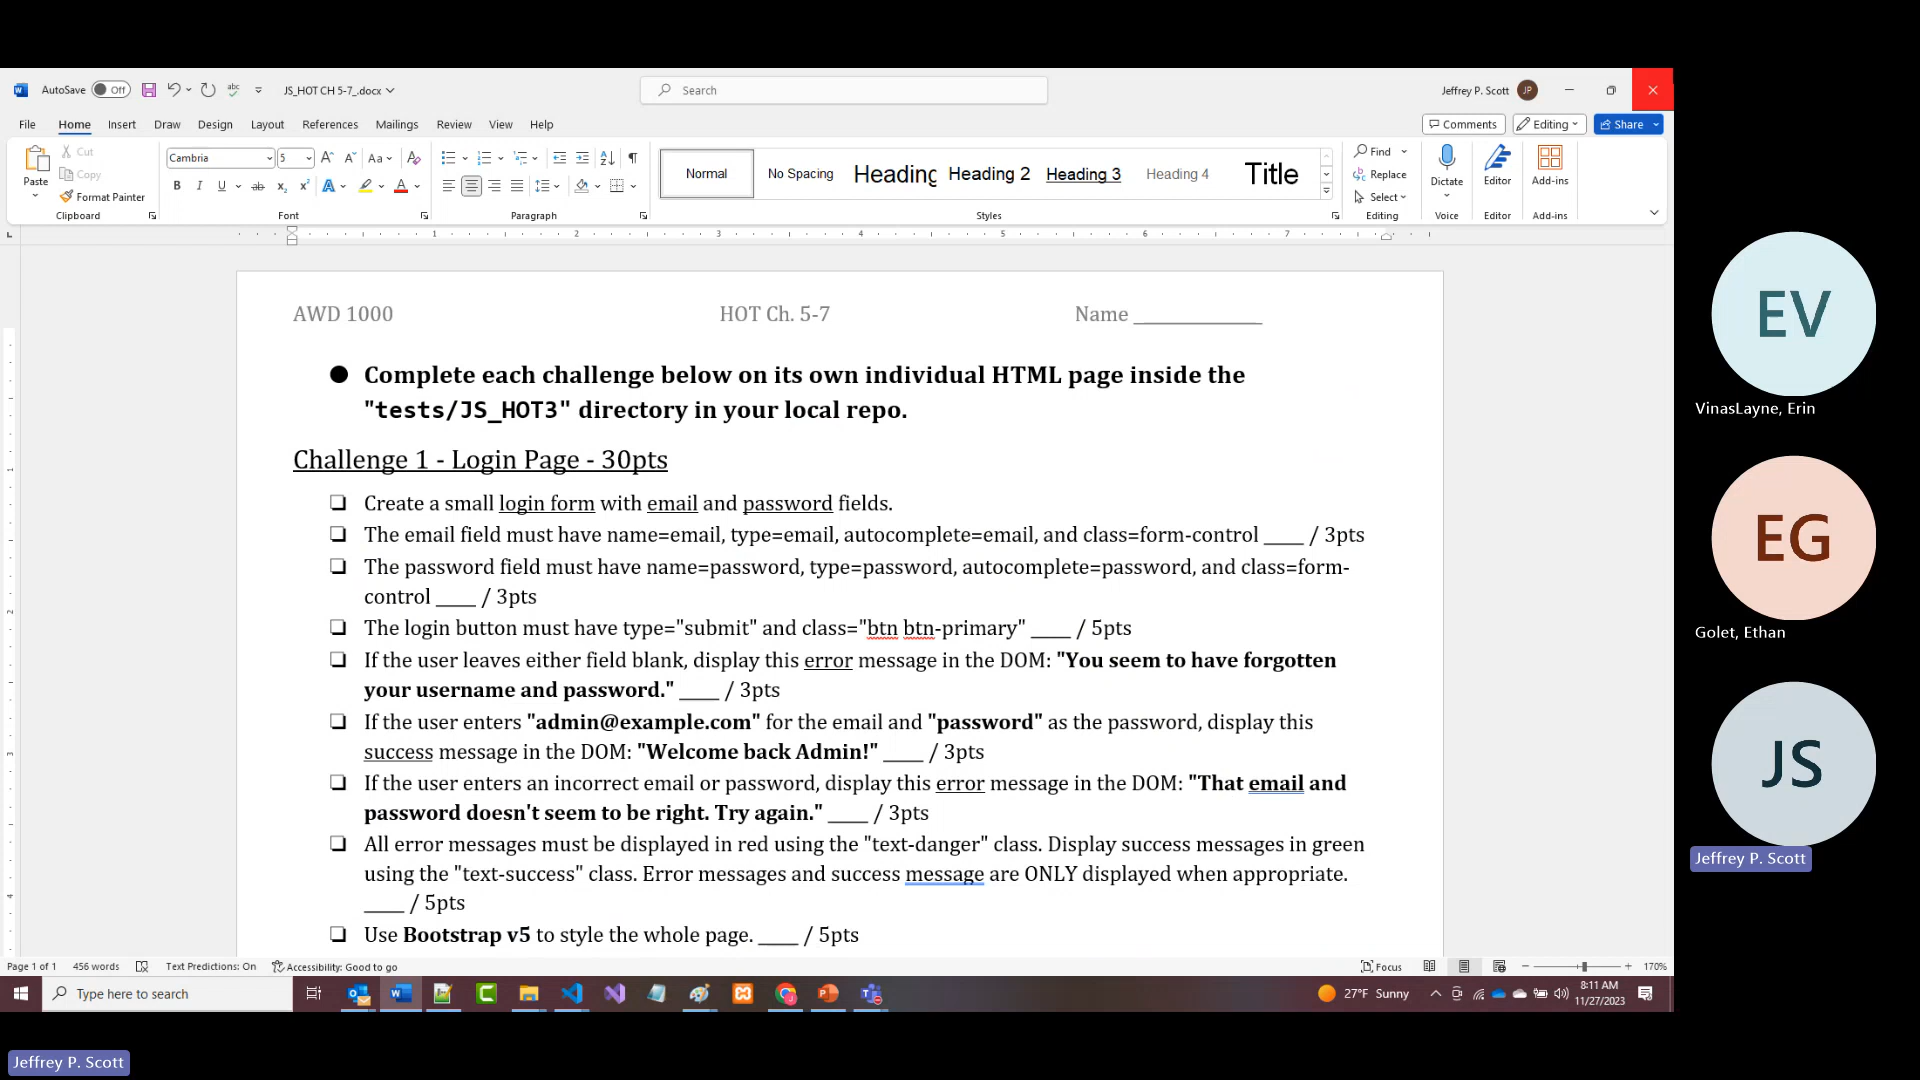 AutoSave Off JS_HOT CH 5-7_.docx Search Jeffrey P. Scott JP
File Home Insert Draw Design Layout References Mailings Review View Help Comments Editing Share
Paste Cut Copy Format Painter
Cambria 5
Normal No Spacing Heading Heading 2 Heading 3 Heading 4 Title
Find Replace Select
Dictate Editor Add-ins
Clipboard Font Paragraph Styles Editing Voice Editor Add-ins
1 2 3 4 5 6 7
AWD 1000 HOT Ch. 5-7 Name ____________
● Complete each challenge below on its own individual HTML page inside the
"tests/JS_HOT3" directory in your local repo.
Challenge 1 - Login Page - 30pts
❏ Create a small login form with email and password fields.
❏ The email field must have name=email, type=email, autocomplete=email, and class=form-control ____ / 3pts
❏ The password field must have name=password, type=password, autocomplete=password, and class=form-
control ____ / 3pts
❏ The login button must have type="submit" and class="btn btn-primary" ____ / 5pts
❏ If the user leaves either field blank, display this error message in the DOM: "You seem to have forgotten
your username and password." ____ / 3pts
❏ If the user enters "admin@example.com" for the email and "password" as the password, display this
success message in the DOM: "Welcome back Admin!" ____ / 3pts
❏ If the user enters an incorrect email or password, display this error message in the DOM: "That email and
password doesn't seem to be right. Try again." ____ / 3pts
❏ All error messages must be displayed in red using the "text-danger" class. Display success messages in green
using the "text-success" class. Error messages and success message are ONLY displayed when appropriate.
____ / 5pts
❏ Use Bootstrap v5 to style the whole page. ____ / 5pts
Page 1 of 1 456 words Text Predictions: On Accessibility: Good to go Focus 170%
Type here to search 27°F Sunny 8:11 AM
11/27/2023
EV
VinasLayne, Erin
EG
Golet, Ethan
JS
Jeffrey P. Scott
Jeffrey P. Scott